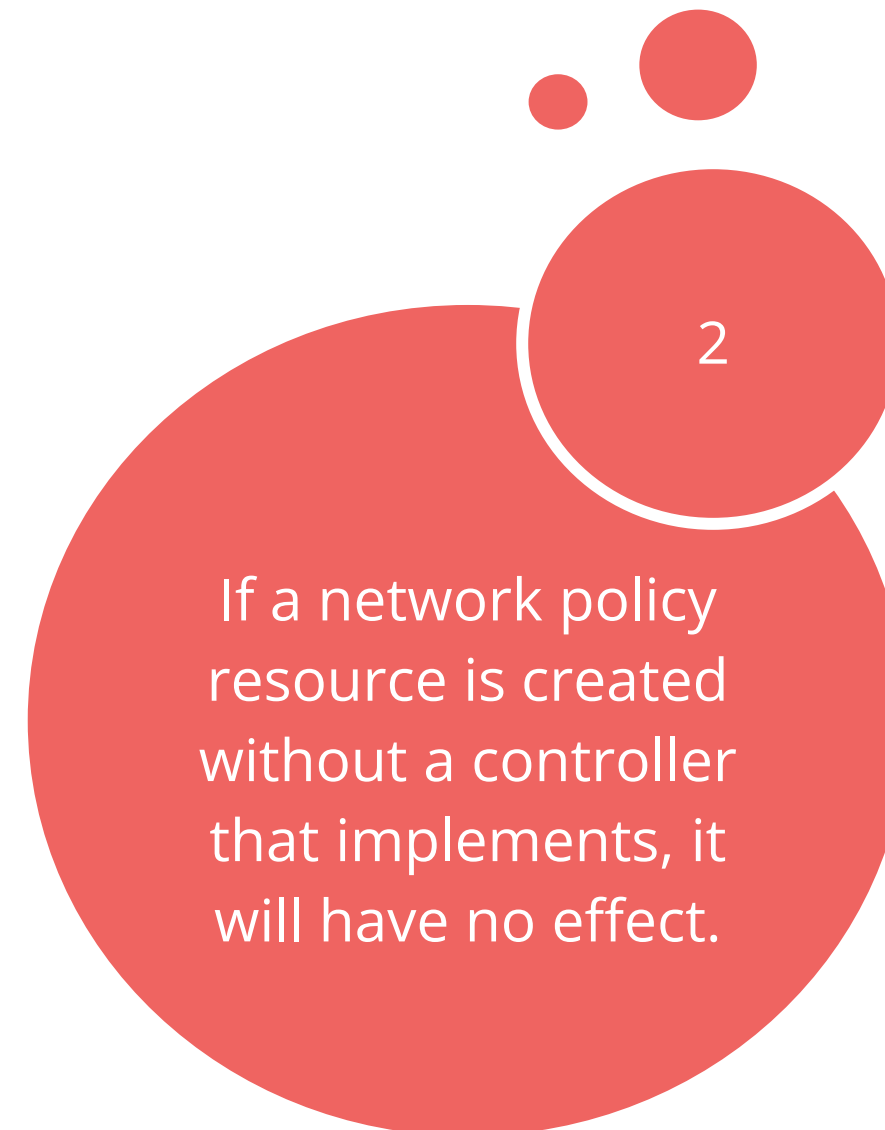 2
If a network policy
resource is created
without a controller
that implements, it
will have no effect.